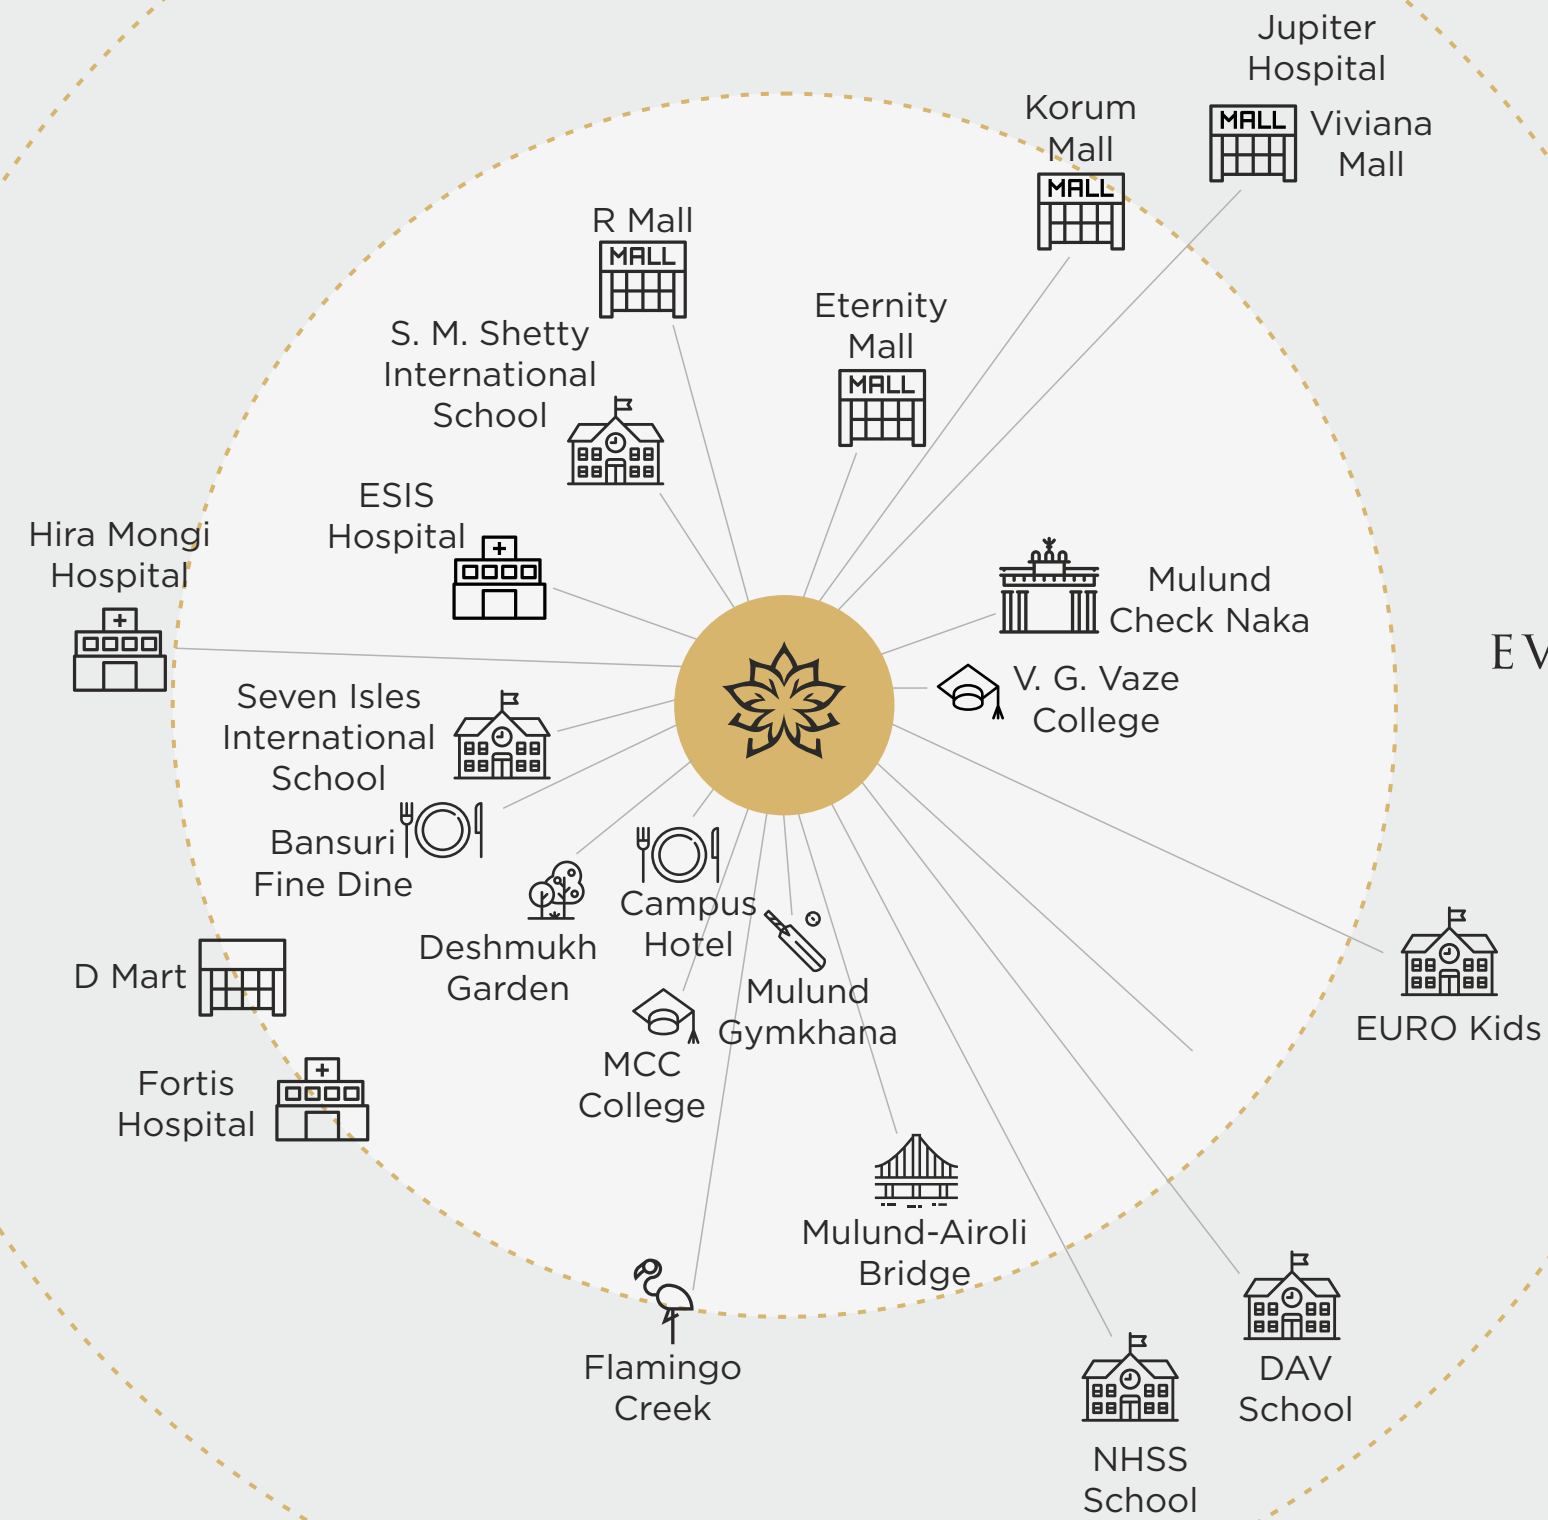 Jupiter
Hospital
MALL
Viviana
Mall
Korum
Mall
MALL
R Mall
MALL
Eternity
Mall
MALL
S. M. Shetty
International
School
ESIS
Hospital
Hira Mongi
Hospital
Mulund
Check Naka
EV
V. G. Vaze
College
Seven Isles
International
School
Bansuri
Fine Dine
Campus
Hotel
Deshmukh
Garden
D Mart
Mulund
Gymkhana
EURO Kids
MCC
College
Fortis
Hospital
Mulund-Airoli
Bridge
Flamingo
Creek
DAV
School
NHSS
School